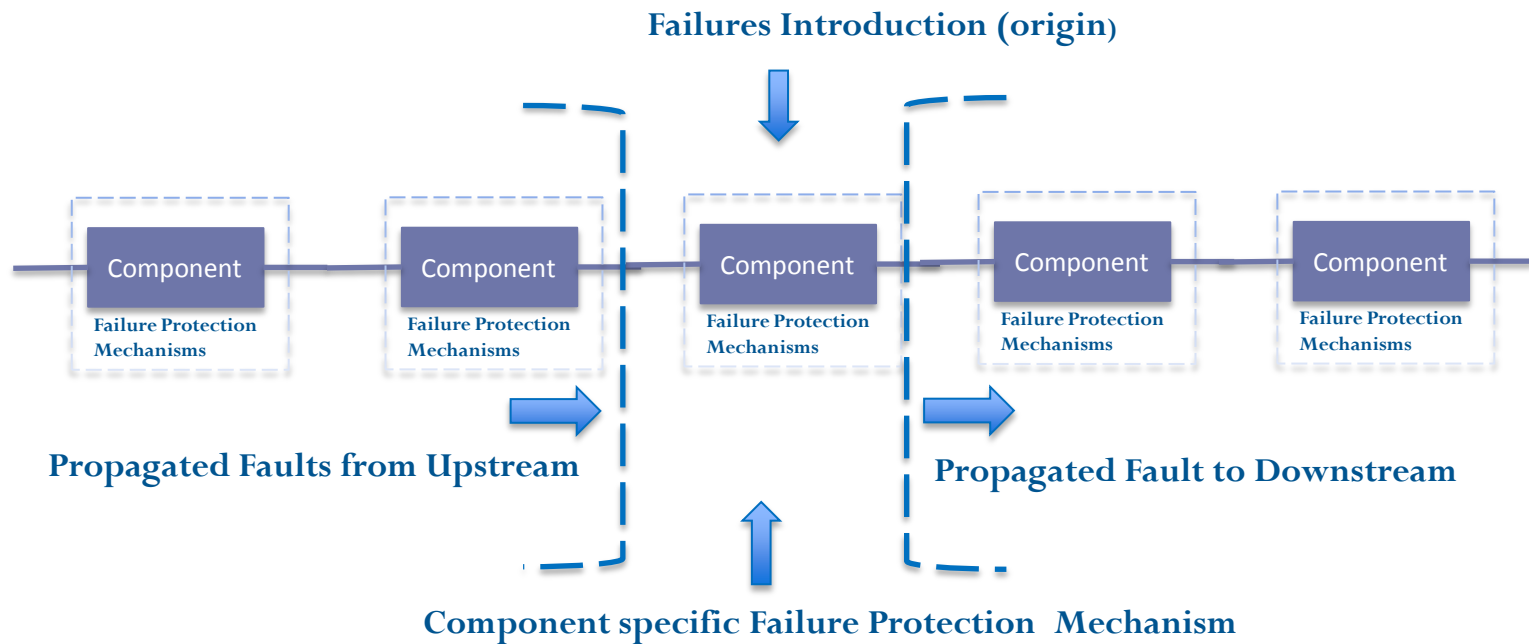 Failures Introduction (origin)
Component
Component
Component
Component
Component
Failure Protection
Mechanisms
Failure Protection
Mechanisms
Failure Protection
Mechanisms
Failure Protection
Mechanisms
Failure Protection
Mechanisms
Propagated Faults from Upstream
Propagated Fault to Downstream
Component specific Failure Protection Mechanism